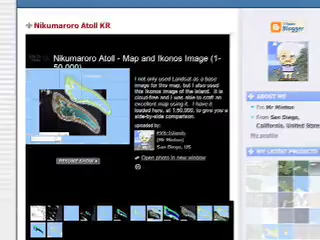 Nikumaroro Atoll KR
Nikumaroro Atoll - Map and Ikonos Image (1-
50,000)
I not only used Landsat as a base
image for this map, but I also used
this Ikonos image of the island. It is
cloud-free and I was able to craft an
excellent map using it. I have it
loaded here, at 1:50,000, to give you a
side-by-side comparison.
uploaded by:
(Mr Minton)
San Diego, US
Open photo in new window
Blogger
ABOUT ME
I'm Mr Minton
From San Diego,
California, United States
My profile
MY LATEST PROJECTS